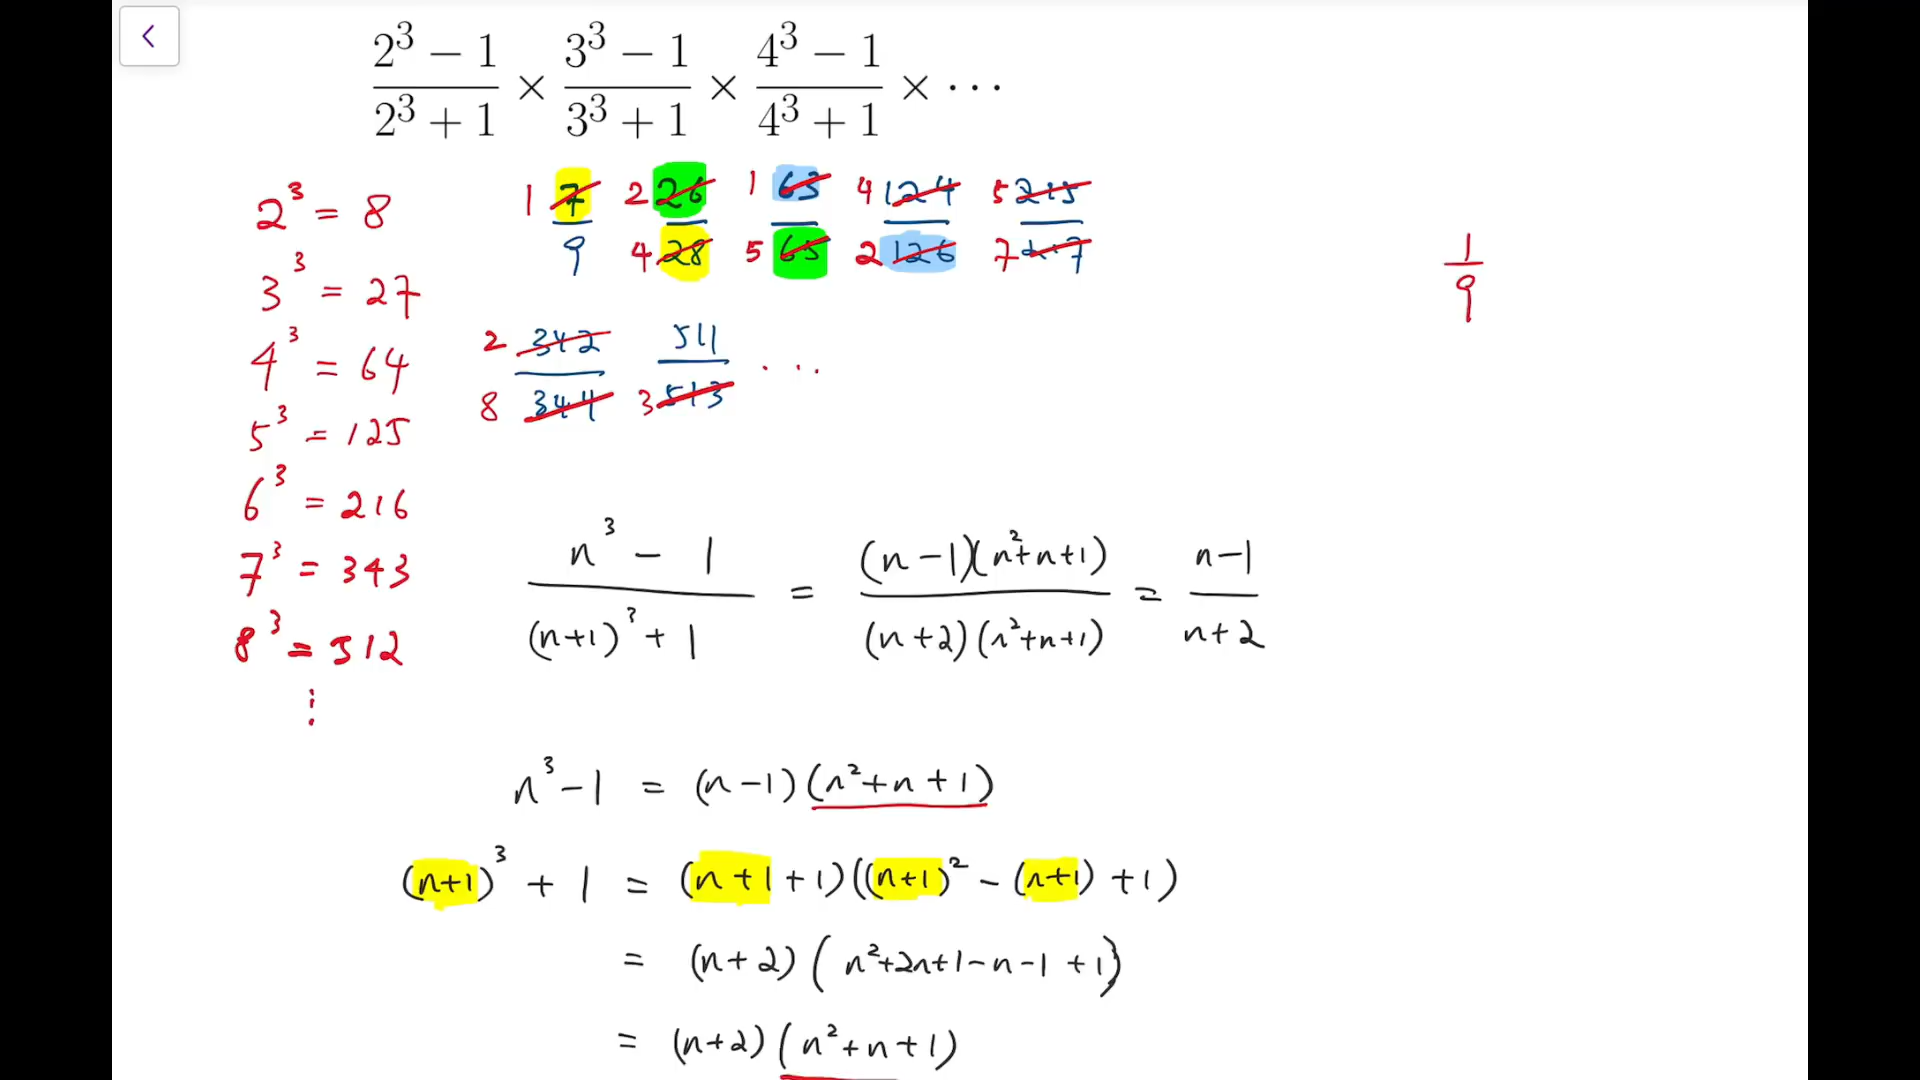 2³ − 1 / 2³ + 1 × 3³ − 1 / 3³ + 1 × 4³ − 1 / 4³ + 1 × ⋯
2³ = 8
3³ = 27
4³ = 64
5³ = 125
6³ = 216
7³ = 343
8³ = 512
⋮
1 7 2 26 1 63 4 124 5 215
9 4 28 5 65 2 126 7
2 342 511
8 344 3 513 ...
1
9
n³ − 1 / (n+1)³ + 1 = (n−1)(n²+n+1) / (n+2)(n²+n+1) = n−1 / n+2
n³ − 1 = (n−1)(n²+n+1)
(n+1)³ + 1 = (n+1+1)((n+1)² − (n+1) + 1)
= (n+2)(n²+2n+1−n−1+1)
= (n+2)(n²+n+1)